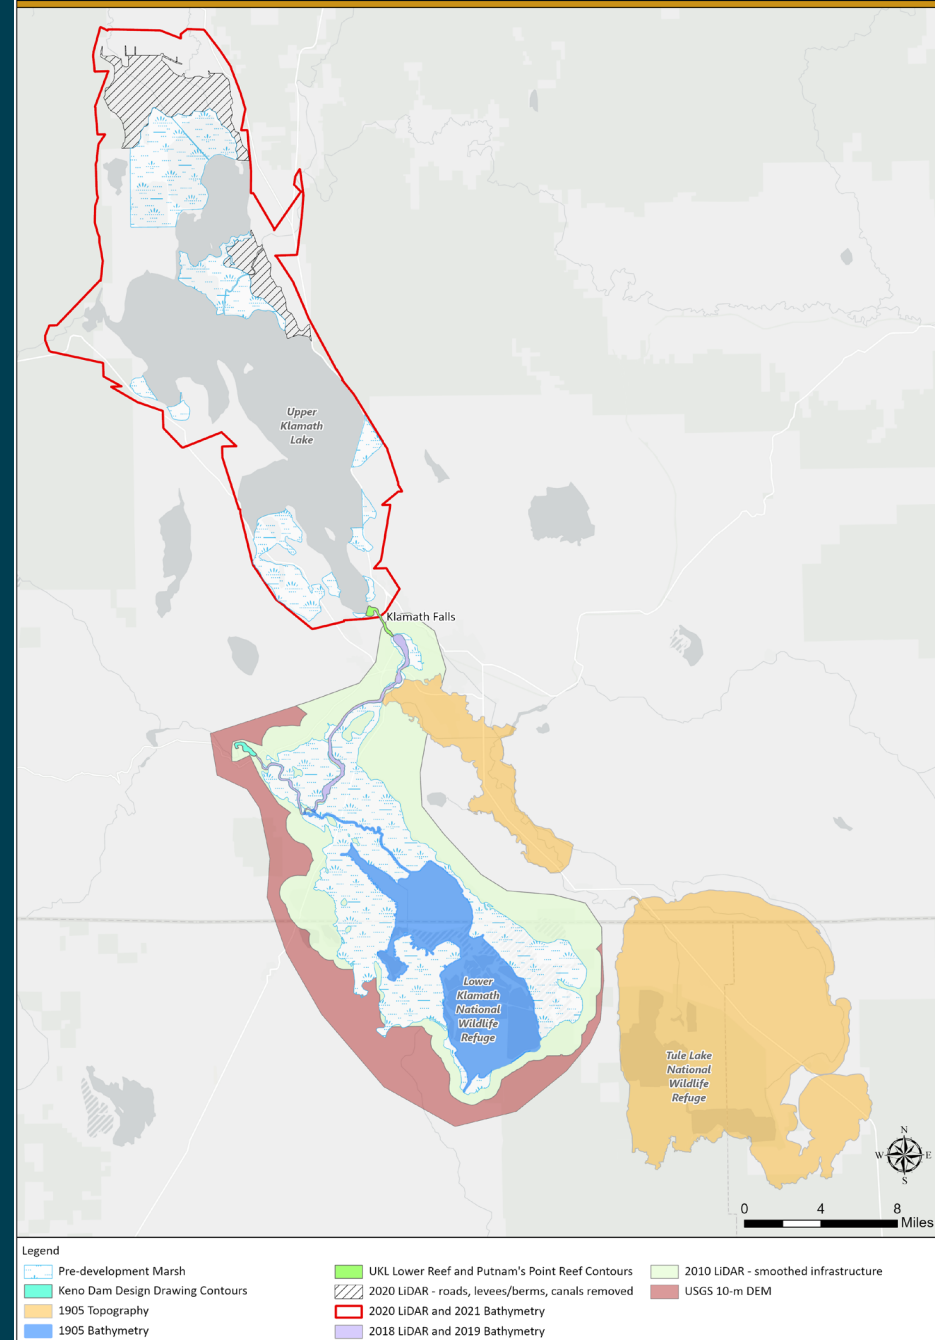 Upper
Klamath
Lake
Klamath Falls
Lower
Klamath
National
Wildlife
Refuge
Tule Lake
National
Wildlife
Refuge
N
W E
S
0 4 8
Miles
Legend
Pre-development Marsh
Keno Dam Design Drawing Contours
1905 Topography
1905 Bathymetry
UKL Lower Reef and Putnam's Point Reef Contours
2020 LiDAR - roads, levees/berms, canals removed
2020 LiDAR and 2021 Bathymetry
2018 LiDAR and 2019 Bathymetry
2010 LiDAR - smoothed infrastructure
USGS 10-m DEM